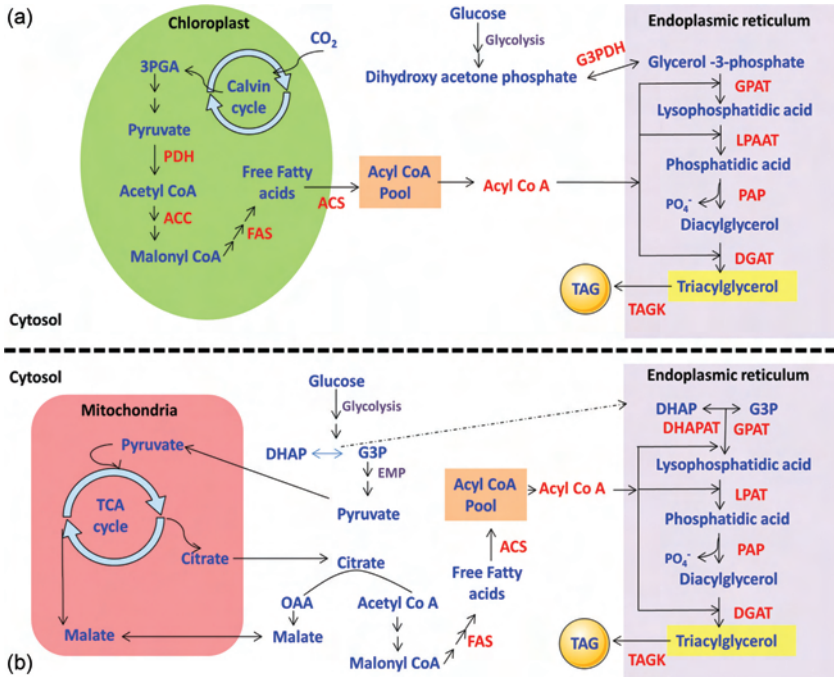 (a)
Chloroplast
CO2
3PGA
Calvin
cycle
Pyruvate
PDH
Acetyl CoA
ACC
Malonyl CoA
FAS
Free Fatty
acids
ACS
Acyl CoA
Pool
Acyl Co A
Glucose
Glycolysis
Dihydroxy acetone phosphate
G3PDH
Endoplasmic reticulum
Glycerol -3-phosphate
GPAT
Lysophosphatidic acid
LPAAT
Phosphatidic acid
PO4-
PAP
Diacylglycerol
DGAT
Triacylglycerol
TAG
TAGK
Cytosol
Cytosol
Mitochondria
Pyruvate
TCA
cycle
Citrate
Malate
Glucose
Glycolysis
DHAP
G3P
EMP
Pyruvate
Citrate
OAA
Acetyl Co A
Malate
Malonyl CoA
FAS
Free Fatty
acids
ACS
Acyl CoA
Pool
Acyl Co A
Endoplasmic reticulum
DHAP
G3P
DHAPAT
GPAT
Lysophosphatidic acid
LPAT
Phosphatidic acid
PO4-
PAP
Diacylglycerol
DGAT
Triacylglycerol
TAG
TAGK
(b)